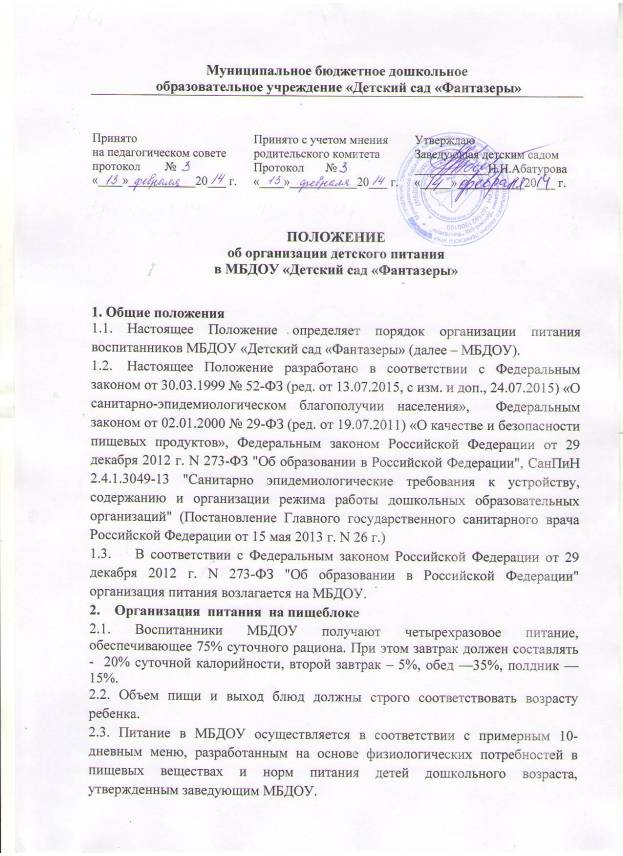 Муниципальное бюджетное дошкольное
образовательное учреждение «Детский сад «Фантазеры»
Принято
на педагогическом совете
протокол № 3
« 13 » февраля 20 14 г.
Принято с учетом мнения
родительского комитета
Протокол № 3
« 13 » февраля 20 14 г.
Утверждаю
Заведующая детским садом
Н.Н.Абатурова
« 14 » февраля 20 14 г.
ПОЛОЖЕНИЕ
об организации детского питания
в МБДОУ «Детский сад «Фантазеры»
1. Общие положения
1.1. Настоящее Положение определяет порядок организации питания
воспитанников МБДОУ «Детский сад «Фантазеры» (далее – МБДОУ).
1.2. Настоящее Положение разработано в соответствии с Федеральным
законом от 30.03.1999 № 52-ФЗ (ред. от 13.07.2015, с изм. и доп., 24.07.2015) «О
санитарно-эпидемиологическом благополучии населения», Федеральным
законом от 02.01.2000 № 29-ФЗ (ред. от 19.07.2011) «О качестве и безопасности
пищевых продуктов», Федеральным законом Российской Федерации от 29
декабря 2012 г. N 273-ФЗ "Об образовании в Российской Федерации", СанПиН
2.4.1.3049-13 "Санитарно эпидемиологические требования к устройству,
содержанию и организации режима работы дошкольных образовательных
организаций" (Постановление Главного государственного санитарного врача
Российской Федерации от 15 мая 2013 г. N 26 г.)
1.3. В соответствии с Федеральным законом Российской Федерации от 29
декабря 2012 г. N 273-ФЗ "Об образовании в Российской Федерации"
организация питания возлагается на МБДОУ.
2. Организация питания на пищеблоке
2.1. Воспитанники МБДОУ получают четырехразовое питание,
обеспечивающее 75% суточного рациона. При этом завтрак должен составлять
- 20% суточной калорийности, второй завтрак – 5%, обед —35%, полдник —
15%.
2.2. Объем пищи и выход блюд должны строго соответствовать возрасту
ребенка.
2.3. Питание в МБДОУ осуществляется в соответствии с примерным 10-
дневным меню, разработанным на основе физиологических потребностей в
пищевых веществах и норм питания детей дошкольного возраста,
утвержденным заведующим МБДОУ.